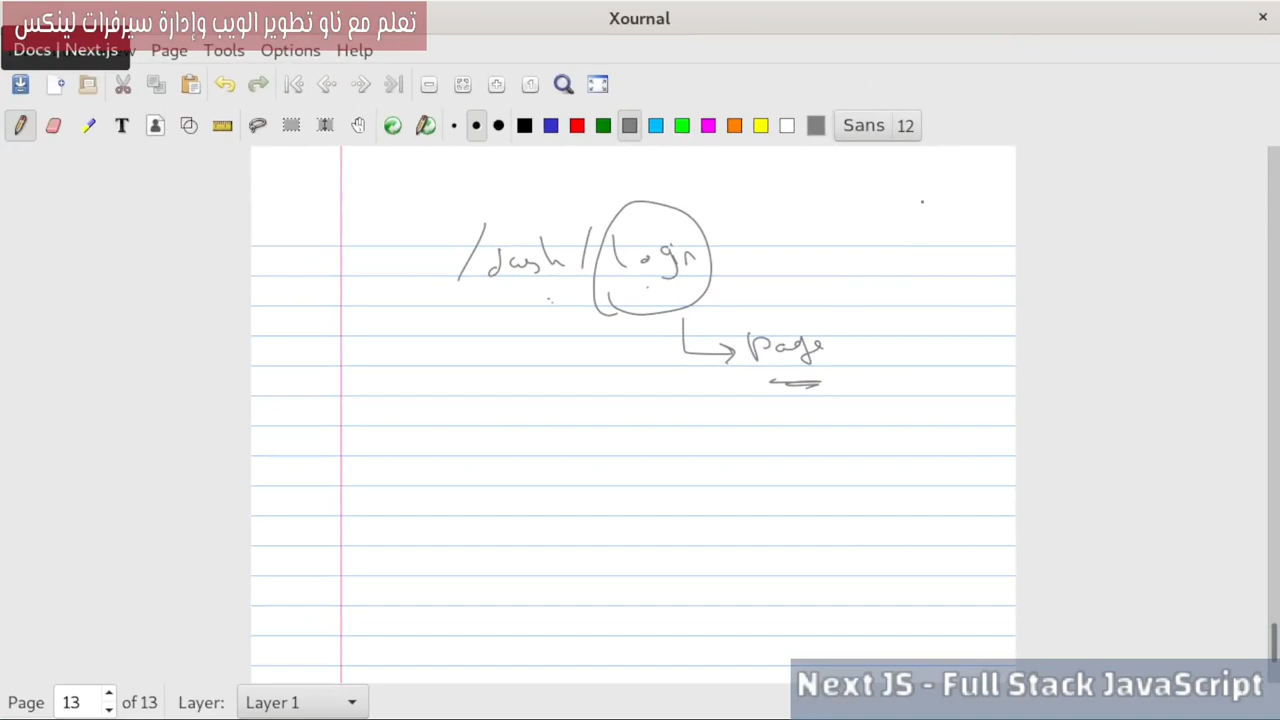 Xournal
تعلم مع ناو تطوير الويب وإدارة سيرفرات لينكس
Docs | Next.js
Page Tools Options Help
Sans 12
/dash/login
page
Page 13 of 13 Layer: Layer 1
Next JS - Full Stack JavaScript